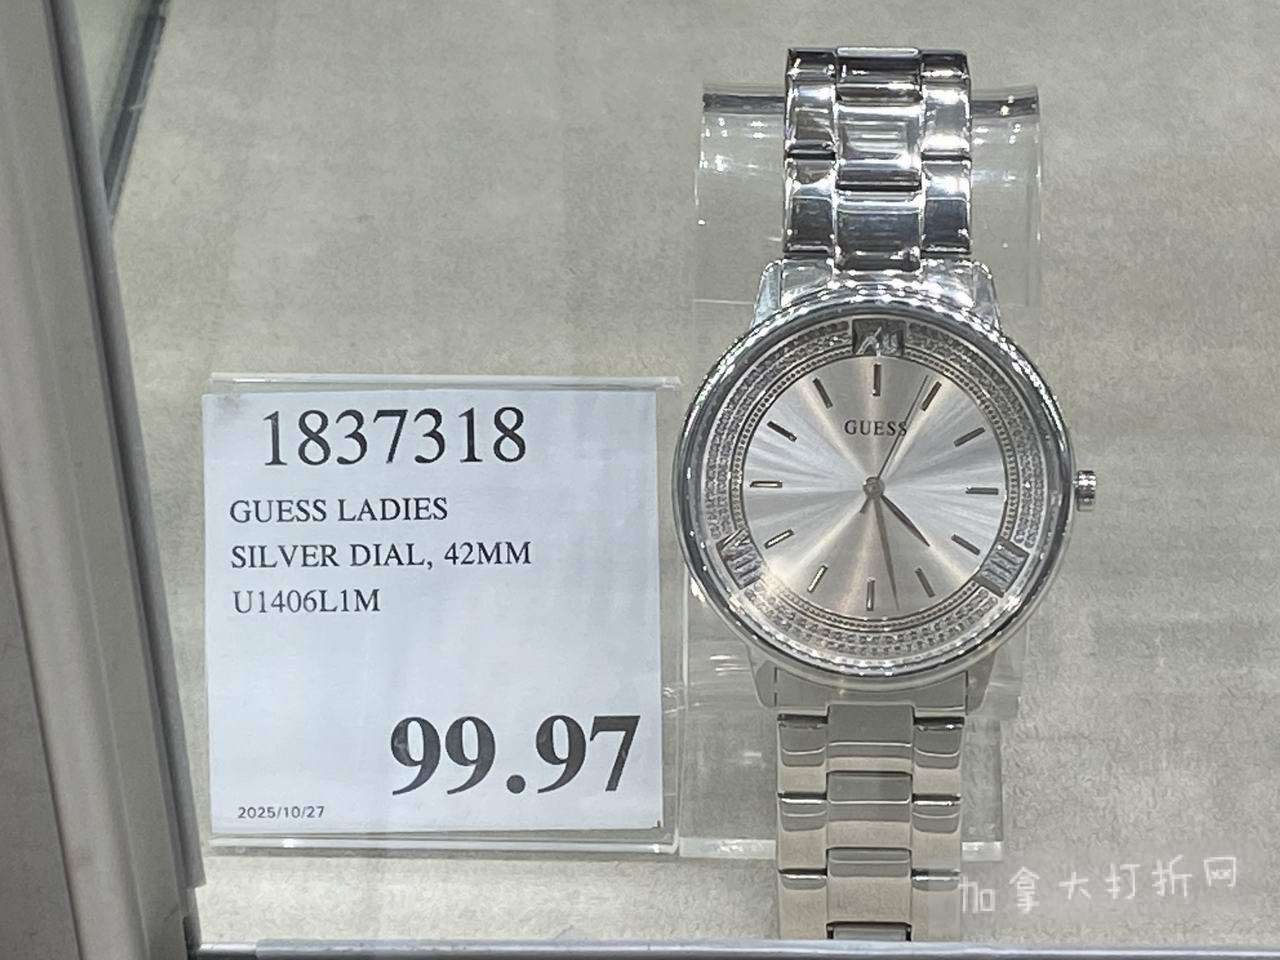 1837318
GUESS LADIES
SILVER DIAL, 42MM
U1406L1M
99.97
2025/10/27
GUESS
加拿大打折网